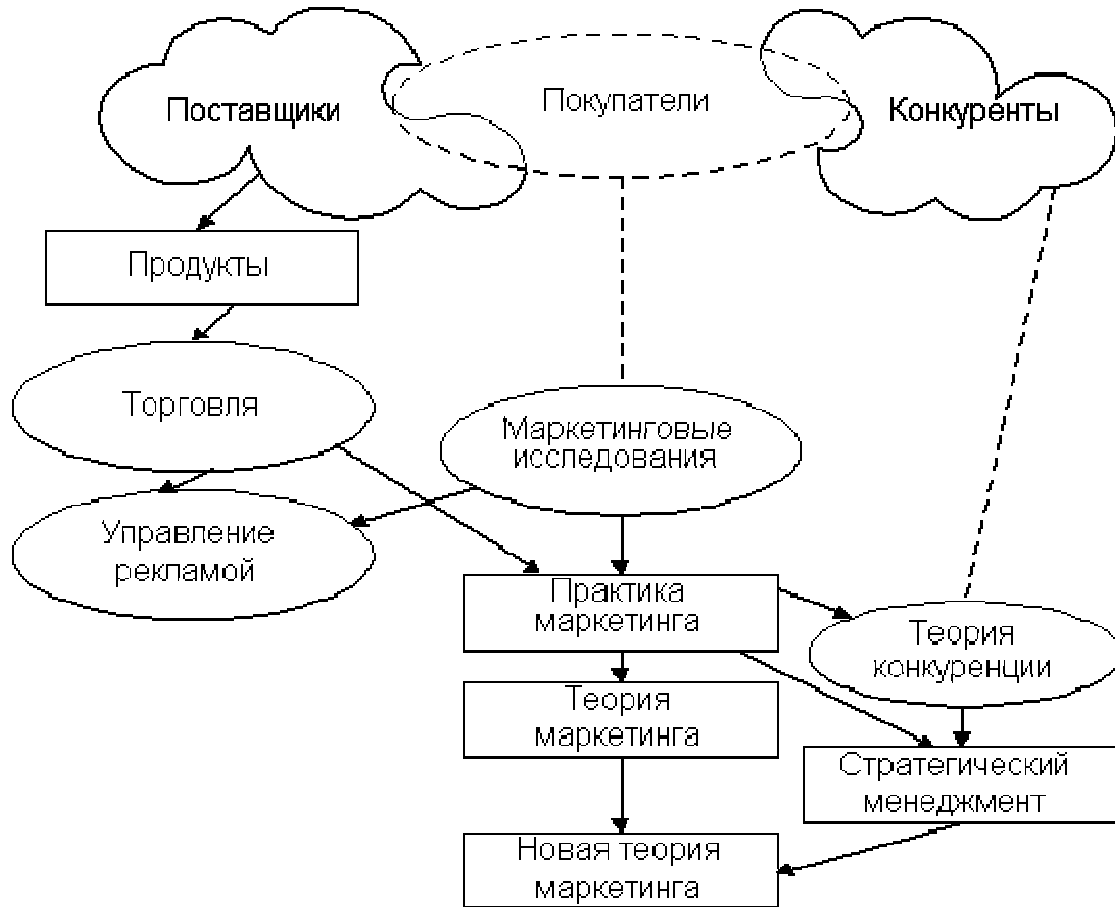 Поставщики
Покупатели
Конкуренты
Продукты
Торговля
Маркетинговые
исследования
Управление
рекламой
Практика
маркетинга
Теория
конкуренции
Теория
маркетинга
Стратегический
менеджмент
Новая теория
маркетинга